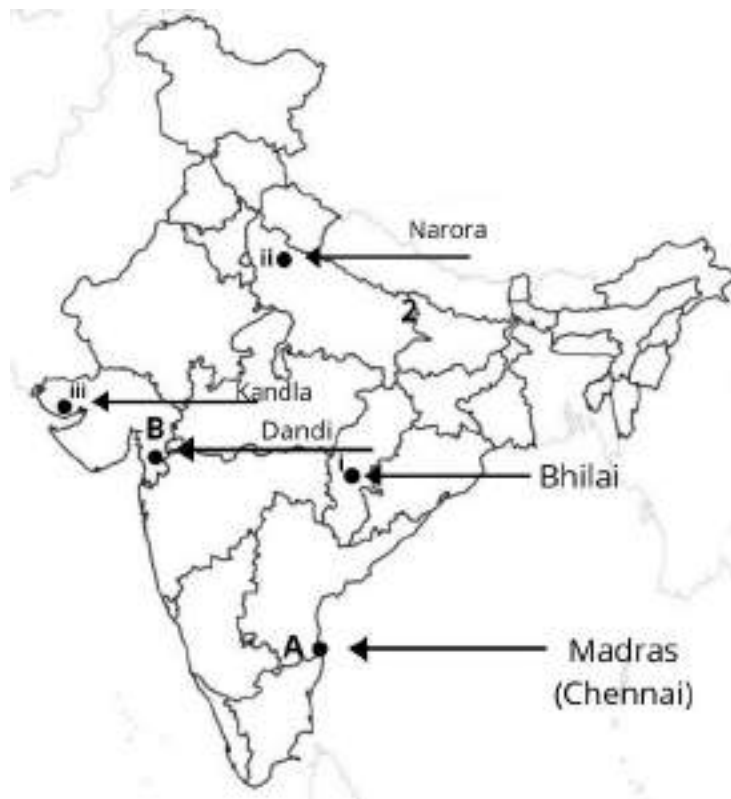 Narora
ii
2
iii
Kandla
B
Dandi
i
Bhilai
A
Madras
(Chennai)